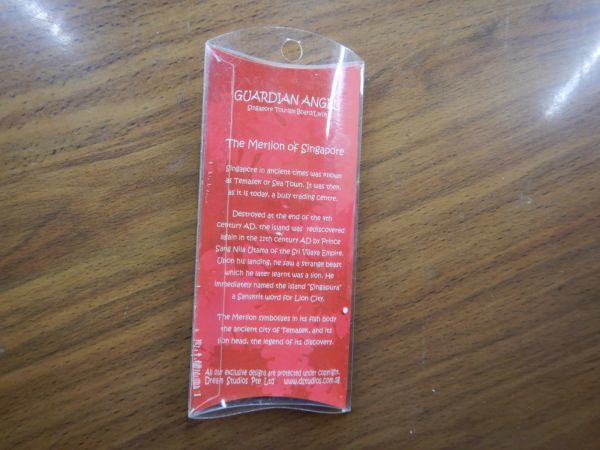 GUARDIAN ANGEL
Singapore Tourism Board
The Merlion of Singapore
Singapore in ancient times was known
as Temasek or Sea Town. It was then,
as it is today, a busy trading centre.
Destroyed at the end of the 4th
century AD, the island was rediscovered
again in the 11th century AD by Prince
Sang Nila Utama of the Sri Vijaya Empire.
Upon his landing, he saw a strange beast
which he later learnt was a lion. He
immediately named the island "Singapura"
a Sanskrit word for Lion City.
The Merlion symbolises in its fish body
the ancient city of Temasek, and its
lion head, the legend of its discovery.
All our exclusive designs are protected under copyright.
Dream Studios Pte Ltd www.dstudios.com.sg